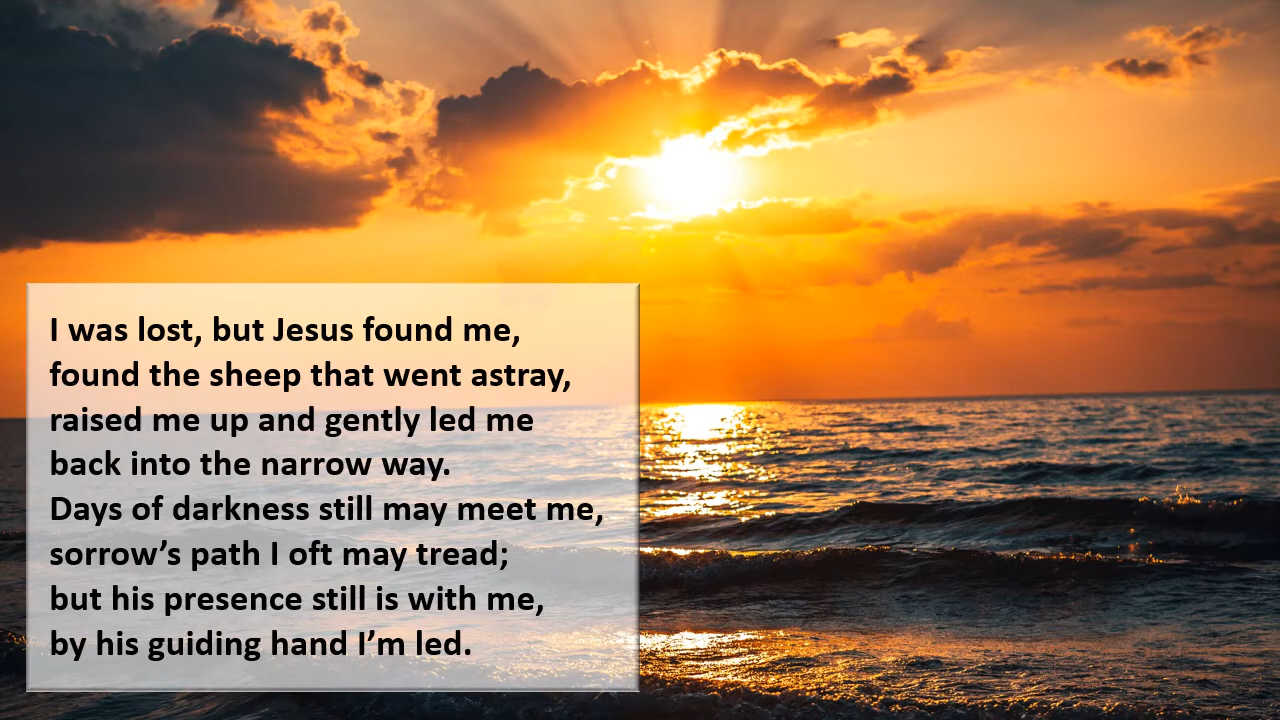 I was lost, but Jesus found me,
found the sheep that went astray,
raised me up and gently led me
back into the narrow way.
Days of darkness still may meet me,
sorrow’s path I oft may tread;
but his presence still is with me,
by his guiding hand I’m led.